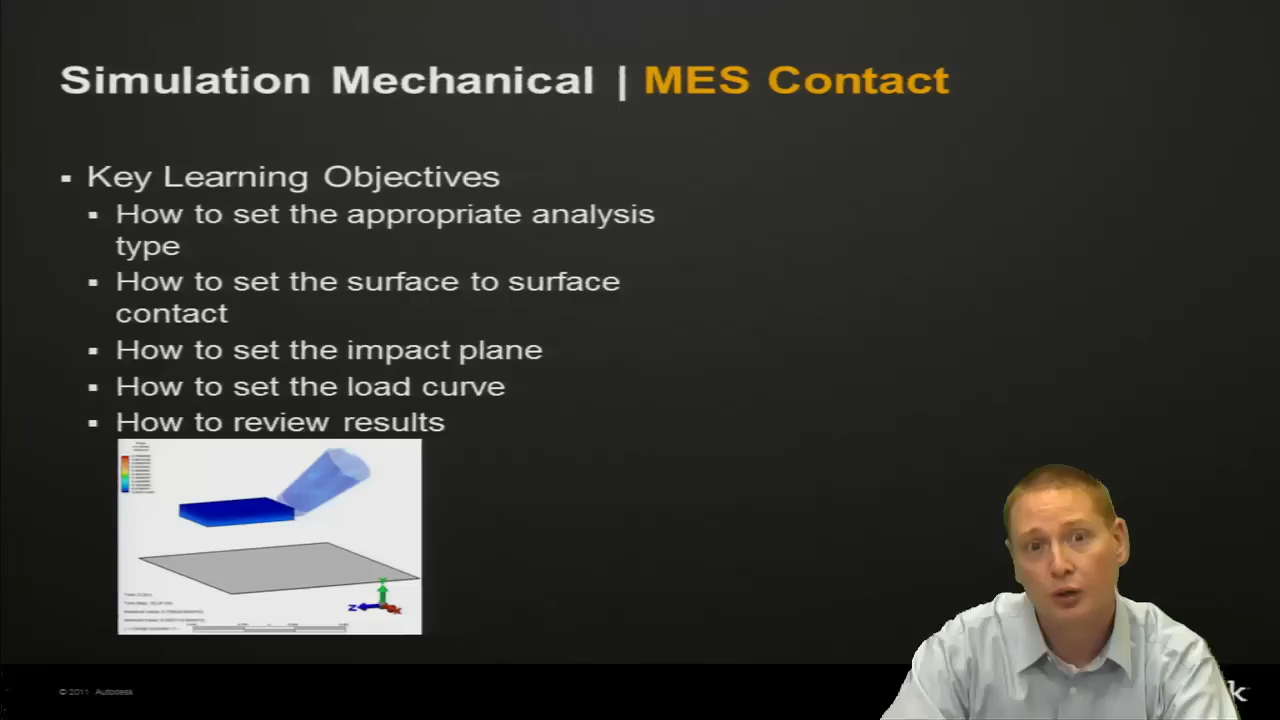 Simulation Mechanical | MES Contact
▪ Key Learning Objectives
▪ How to set the appropriate analysis
type
▪ How to set the surface to surface
contact
▪ How to set the impact plane
▪ How to set the load curve
▪ How to review results
Y
Z
X
© 2011 Autodesk
k